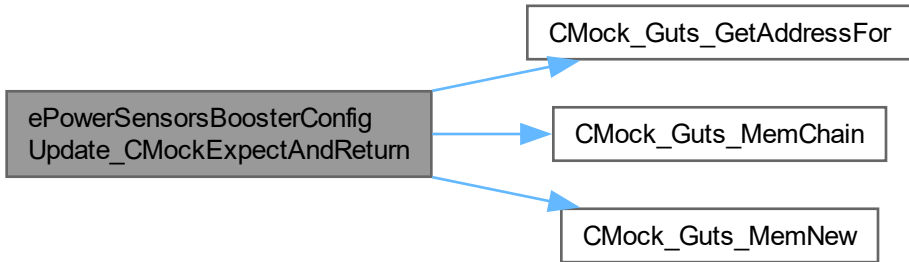 ePowerSensorsBoosterConfig
Update_CMockExpectAndReturn
CMock_Guts_GetAddressFor
CMock_Guts_MemChain
CMock_Guts_MemNew